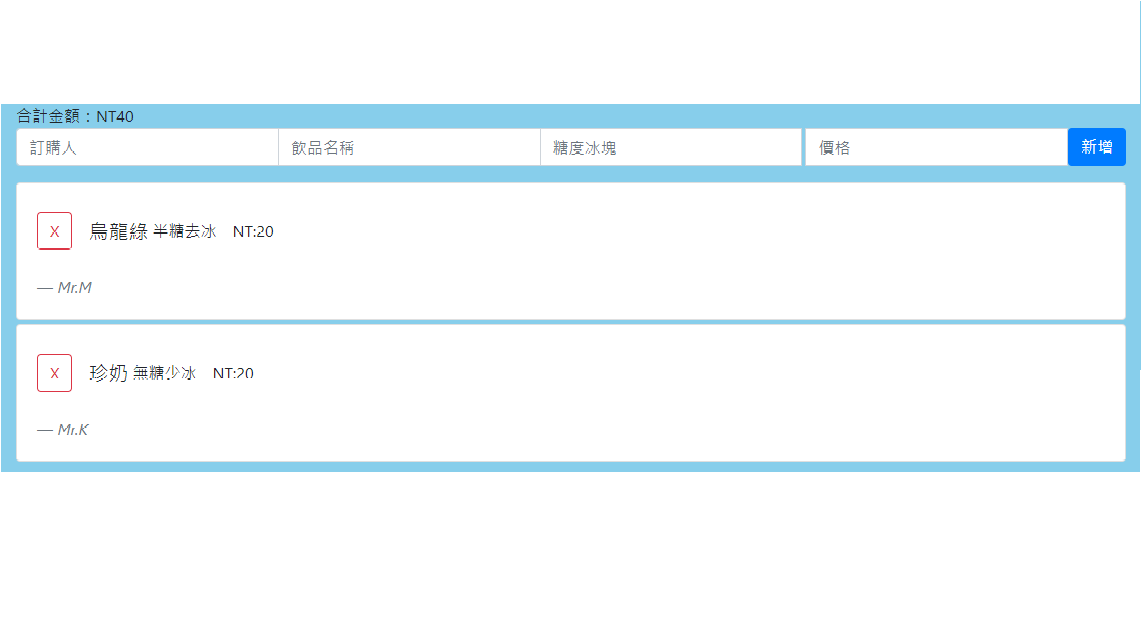 合計金額：NT40
訂購人 飲品名稱 糖度冰塊 價格 新增
X 烏龍綠 半糖去冰 NT:20
— Mr.M
X 珍奶 無糖少冰 NT:20
— Mr.K